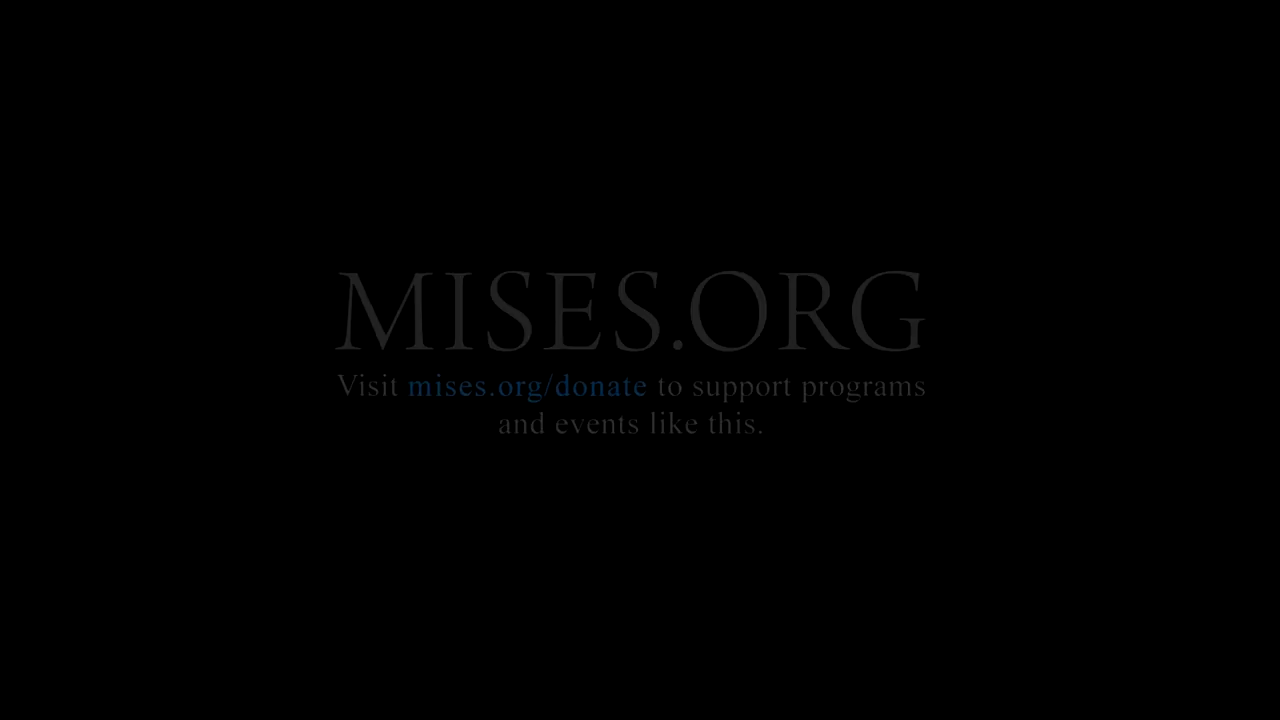 MISES.ORG
Visit mises.org/donate to support programs
and events like this.